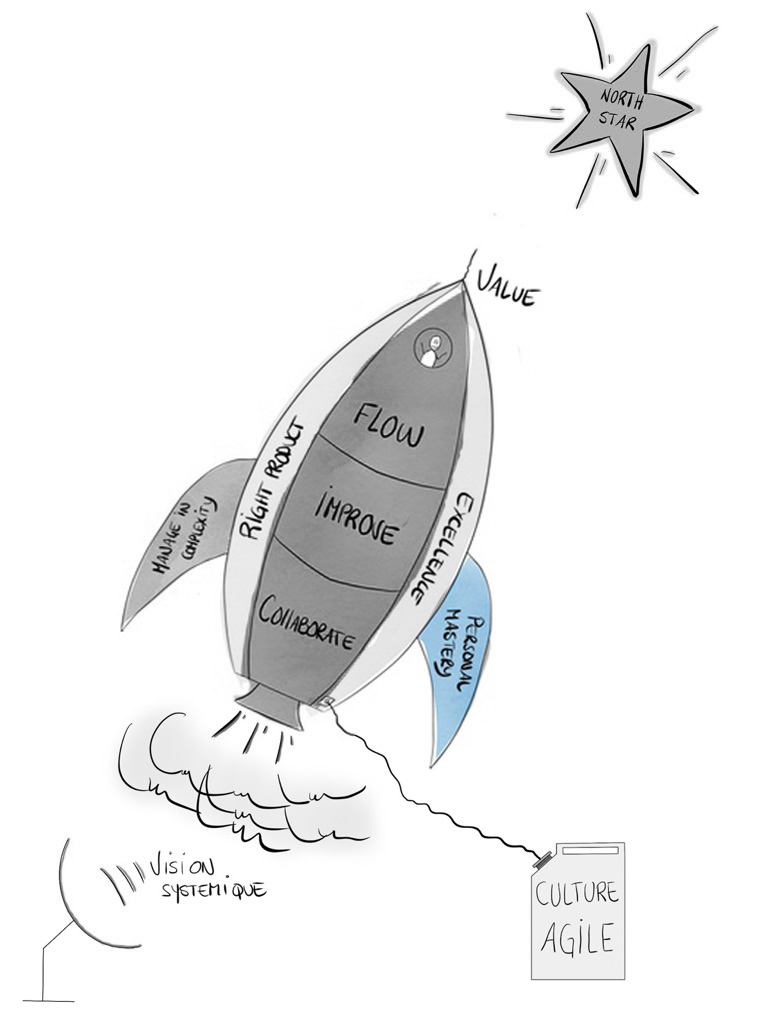 NORTH
STAR
VALUE
FLOW
IMPROVE
COLLABORATE
RIGHT PRODUCT
EXCELLENCE
MANAGE IN
COMPLEXITY
PERSONAL
MASTERY
VISION
SYSTEMIQUE
CULTURE
AGILE